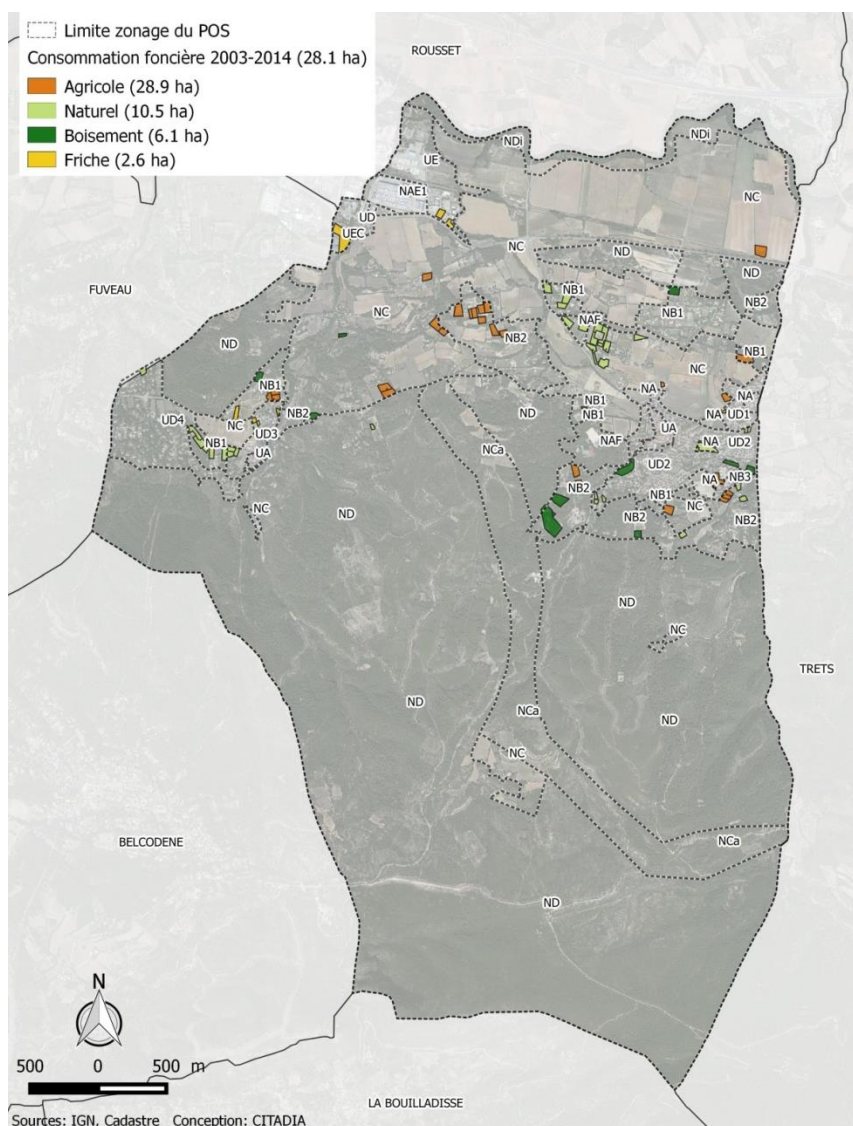 Limite zonage du POS
Consommation foncière 2003-2014 (28.1 ha)
Agricole (28.9 ha)
Naturel (10.5 ha)
Boisement (6.1 ha)
Friche (2.6 ha)
ROUSSET
NDi
NDi
UE
NAE1
NC
UD
UEC
NC
ND
ND
FUVEAU
NB1
NB2
NC
NAF
NB1
ND
NB2
NC
NB1
NB1
NA
NA
NB1
ND
UD4
NC
NB2
NB1
NA
UD1
NB1
UD3
UA
NCa
NAF
UA
NA
UD2
UD2
NB2
NA
NB3
NC
ND
NB1
NC
NB2
NB2
ND
NC
TRETS
ND
ND
NCa
NC
BELCODENE
NCa
ND
N
500 0 500 m
LA BOUILLADISSE
Sources: IGN, Cadastre Conception: CITADIA